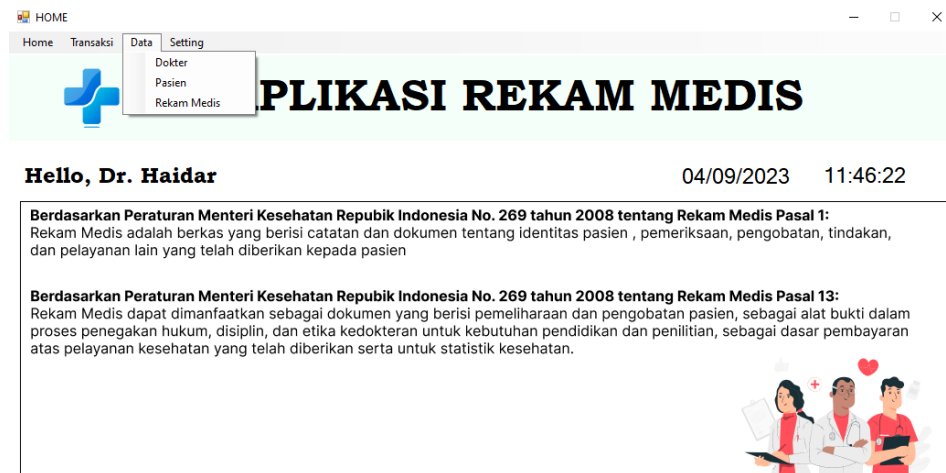 HOME
Home Transaksi Data Setting
Dokter
Pasien
Rekam Medis
PLIKASI REKAM MEDIS
Hello, Dr. Haidar
04/09/2023 11:46:22
Berdasarkan Peraturan Menteri Kesehatan Repubik Indonesia No. 269 tahun 2008 tentang Rekam Medis Pasal 1:
Rekam Medis adalah berkas yang berisi catatan dan dokumen tentang identitas pasien , pemeriksaan, pengobatan, tindakan,
dan pelayanan lain yang telah diberikan kepada pasien
Berdasarkan Peraturan Menteri Kesehatan Repubik Indonesia No. 269 tahun 2008 tentang Rekam Medis Pasal 13:
Rekam Medis dapat dimanfaatkan sebagai dokumen yang berisi pemeliharaan dan pengobatan pasien, sebagai alat bukti dalam
proses penegakan hukum, disiplin, dan etika kedokteran untuk kebutuhan pendidikan dan penilitian, sebagai dasar pembayaran
atas pelayanan kesehatan yang telah diberikan serta untuk statistik kesehatan.